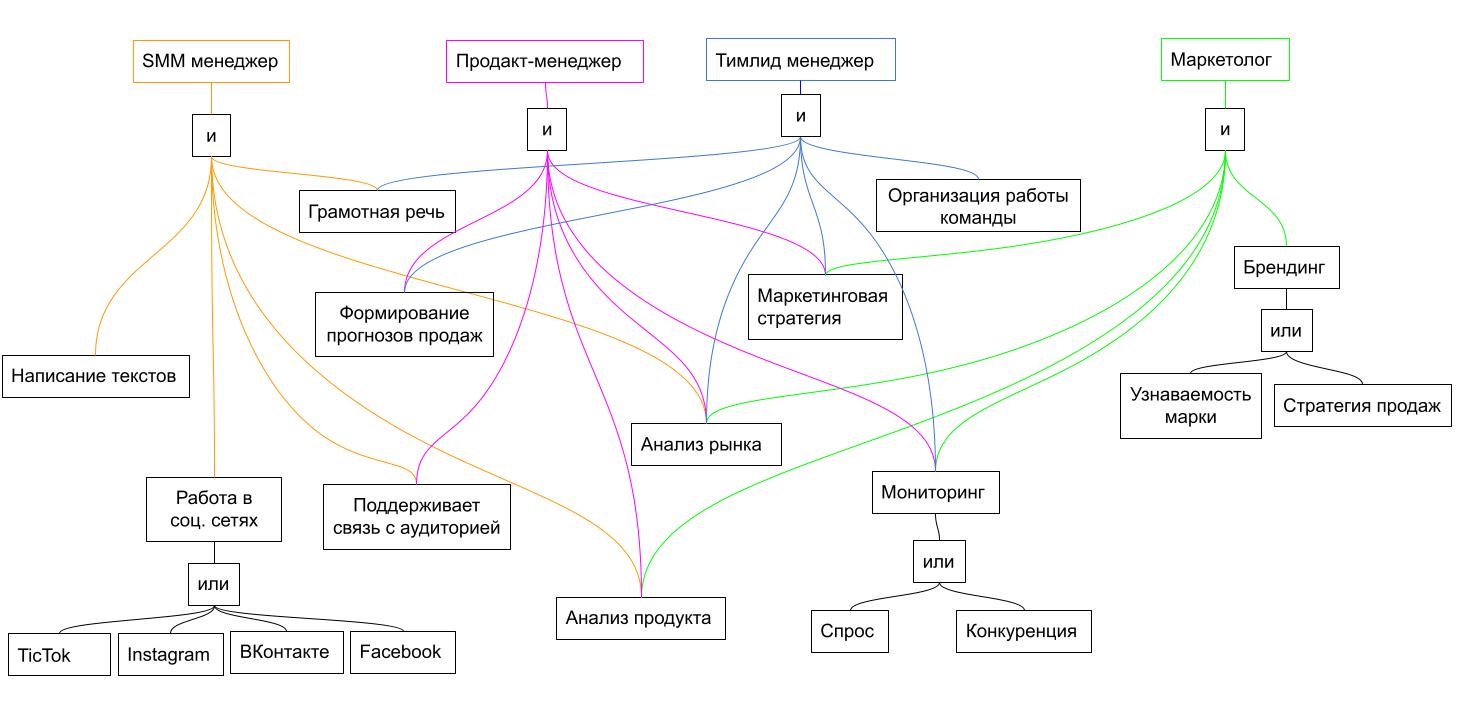 SMM менеджер
Продакт-менеджер
Тимлид менеджер
Маркетолог
и
и
и
и
Грамотная речь
Организация работы
команды
Формирование
прогнозов продаж
Маркетинговая
стратегия
Брендинг
или
Написание текстов
Узнаваемость
марки
Стратегия продаж
Анализ рынка
Работа в
соц. сетях
Поддерживает
связь с аудиторией
Мониторинг
или
или
Анализ продукта
Спрос
Конкуренция
TicTok
Instagram
ВКонтакте
Facebook